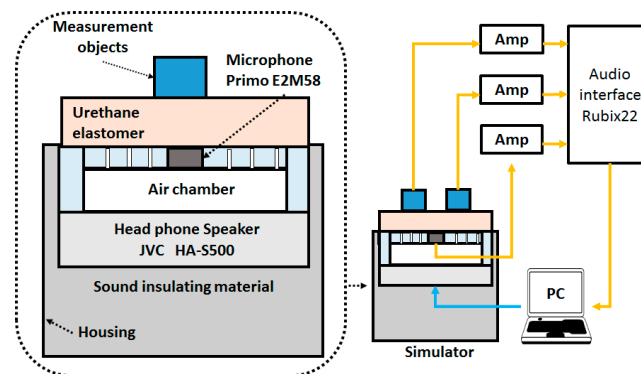 Measurement
objects
Microphone
Primo E2M58
Urethane
elastomer
Air chamber
Head phone Speaker
JVC HA-S500
Sound insulating material
Housing
Amp
Amp
Amp
Audio
interface
Rubix22
PC
Simulator